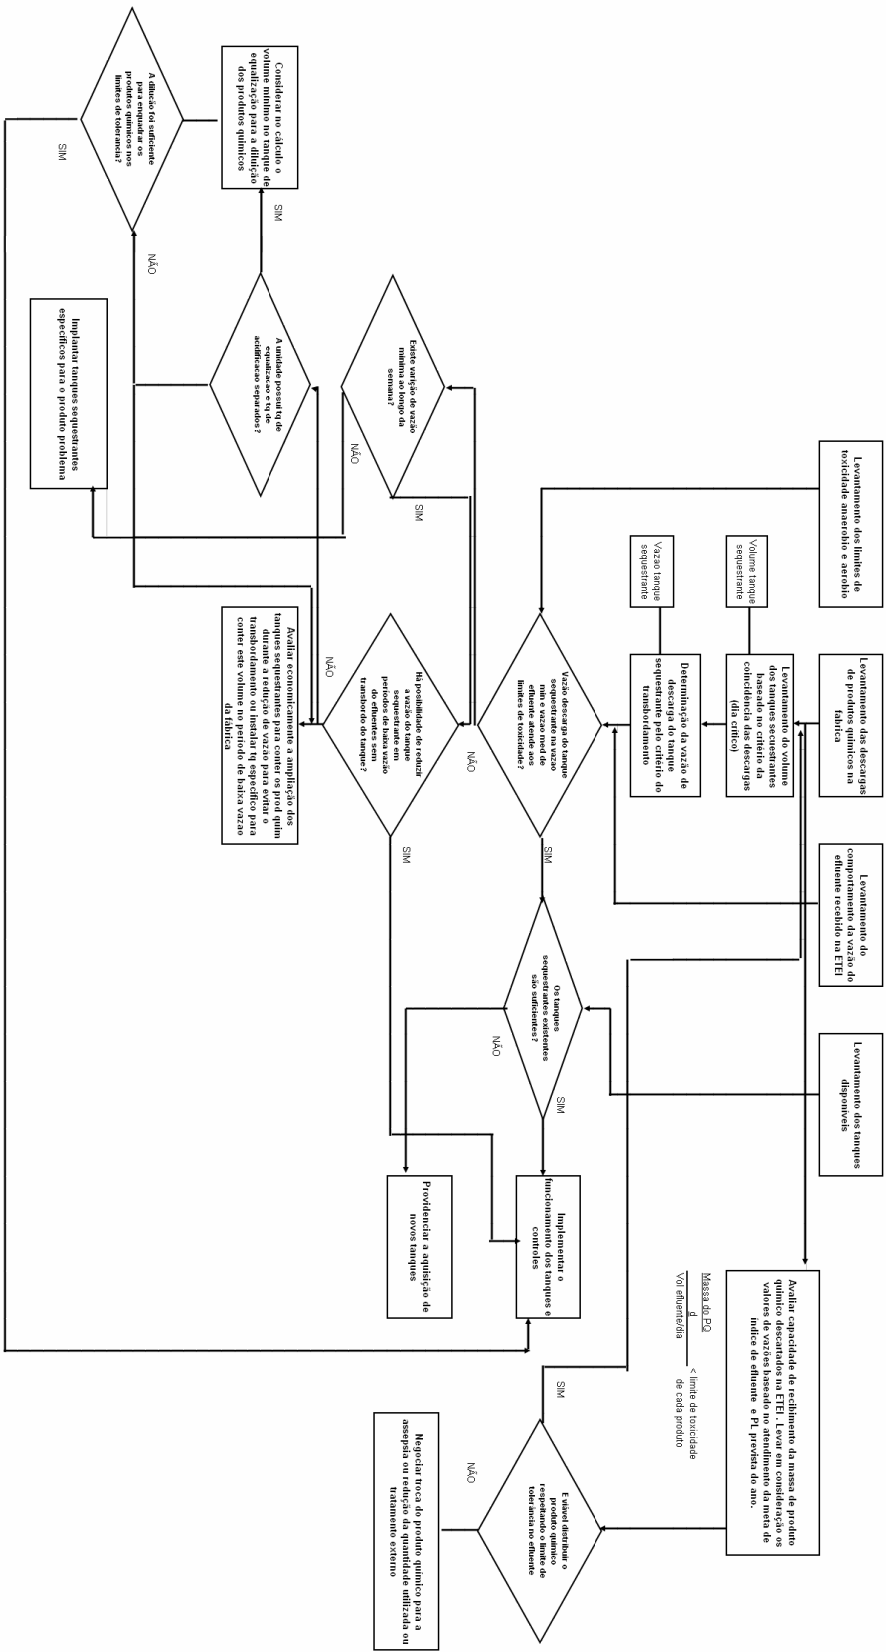 Levantamento dos limites de
toxicidade anaerobio e aerobio
Levantamento das descargas
de produtos químicos na
fabrica
Levantamento do
comportamento da vazão do
efluente recebido na ETEI
Levantamento dos tanques
disponíveis
Avaliar capacidade de recibimento da massa de produto
químico descartados na ETEI . Levar em consideração os
valores de vazões baseado no atendimento da meta de
índice de efluente e PL prevista do ano.
Volume tanque
sequestrante
Levantamento do volume
dos tanques sequestrantes
baseado no critério da
coincidência das descargas
(dia crítico)
Massa do PQ
d
Vol efluente/dia
< limite de toxicidade
de cada produto
Vazao tanque
sequestrante
Determinação da vazão de
descarga do tanque
sequestrante pelo critério do
transbordamento
Vazão descarga do tanque
sequestrante na vazao
min e vazão med de
efluente atende aos
limites de toxicidade?
SIM
Os tanques
sequestrantes existentes
são suficientes?
SIM
Implementar o
funcionamento dos tanques e
controles
SIM
E viável distribuir o
produto químico
respeitando o limite de
tolerância no efluente
NÃO
NÃO
NÃO
Existe varição de vazão
mínima ao longo da
semana?
SIM
NÃO
Há posibilidade de reduzir
a vazão do tanque
sequestrante em
períodos de baixa vazão
do efluentes sem
transbordo do tanque?
SIM
Providenciar a aquisição de
novos tanques
Negociar troca do produto químico para a
assepsia ou redução da quantidade utilizada ou
tratamento externo
NÃO
Considerar no cálculo o
volume mínimo no tanque de
equalização para a diluição
dos produtos químicos
SIM
A unidade possui tq de
equalizacao e tq de
acidificacao separados?
Avaliar economicamente a ampliação dos
tanques sequestrantes para conter os prod quim
durante a redução de vazão para evitar o
transbordamento ou instalar tq específico para
conter este volume no período de baixa vazao
da fábrica
A dilucão foi suficiente
para enquadrar os
produtos químicos nos
limites de tolerancia?
NÃO
SIM
Implantar tanques sequestrantes
específicos para o produto problema